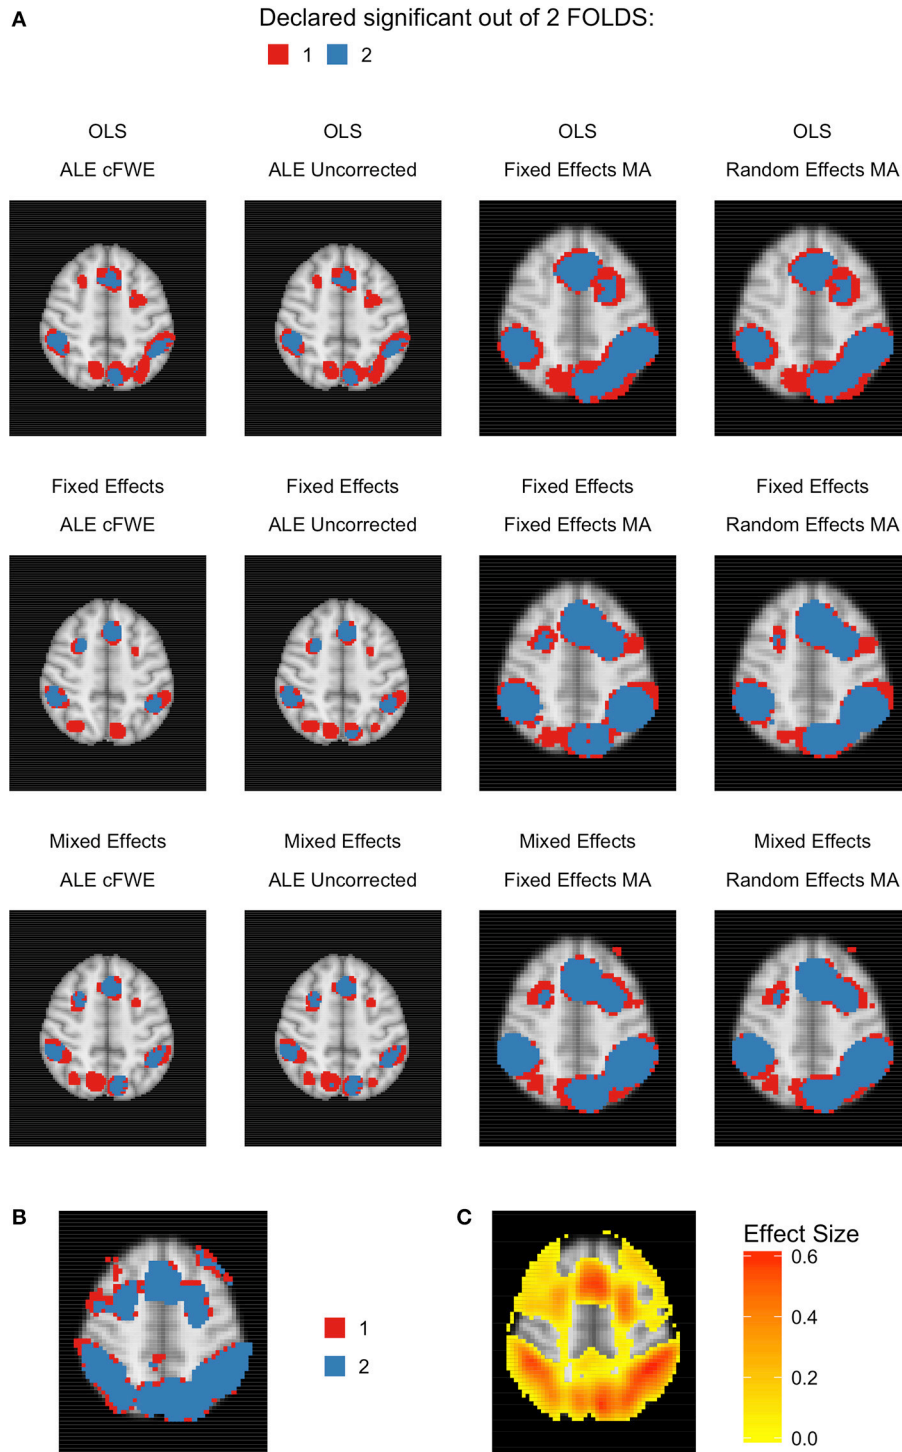 A
Declared significant out of 2 FOLDS:
1 2
OLS OLS OLS OLS
ALE cFWE ALE Uncorrected Fixed Effects MA Random Effects MA
Fixed Effects Fixed Effects Fixed Effects Fixed Effects
ALE cFWE ALE Uncorrected Fixed Effects MA Random Effects MA
Mixed Effects Mixed Effects Mixed Effects Mixed Effects
ALE cFWE ALE Uncorrected Fixed Effects MA Random Effects MA
B
1
2
C
Effect Size
0.6
0.4
0.2
0.0